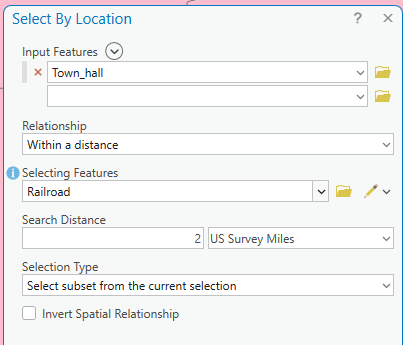 Select By Location
? ×
Input Features
Town_hall
Relationship
Within a distance
Selecting Features
Railroad
Search Distance
2 US Survey Miles
Selection Type
Select subset from the current selection
Invert Spatial Relationship